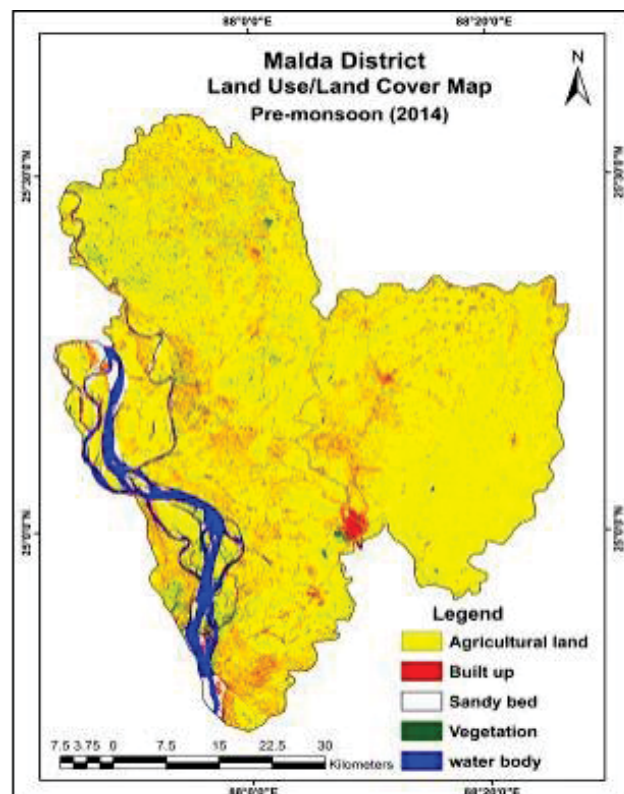 88°0'0"E 88°20'0"E
Malda District
Land Use/Land Cover Map
Pre-monsoon (2014)
N
25°30'0"N 25°30'0"N
25°0'0"N 25°0'0"N
Legend
Agricultural land
Built up
Sandy bed
Vegetation
water body
7.5 3.75 0 7.5 15 22.5 30
Kilometers
88°0'0"E 88°20'0"E